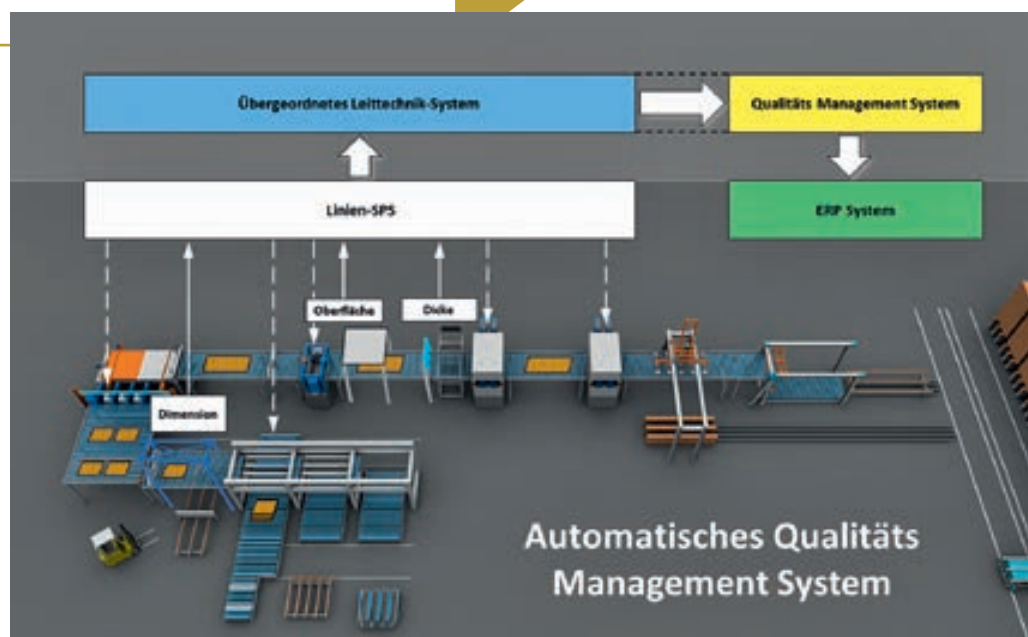 Übergeordnetes Leittechnik-System
Qualitäts Management System
Linien-SPS
ERP System
Oberfläche
Dicke
Dimension
Automatisches Qualitäts
Management System